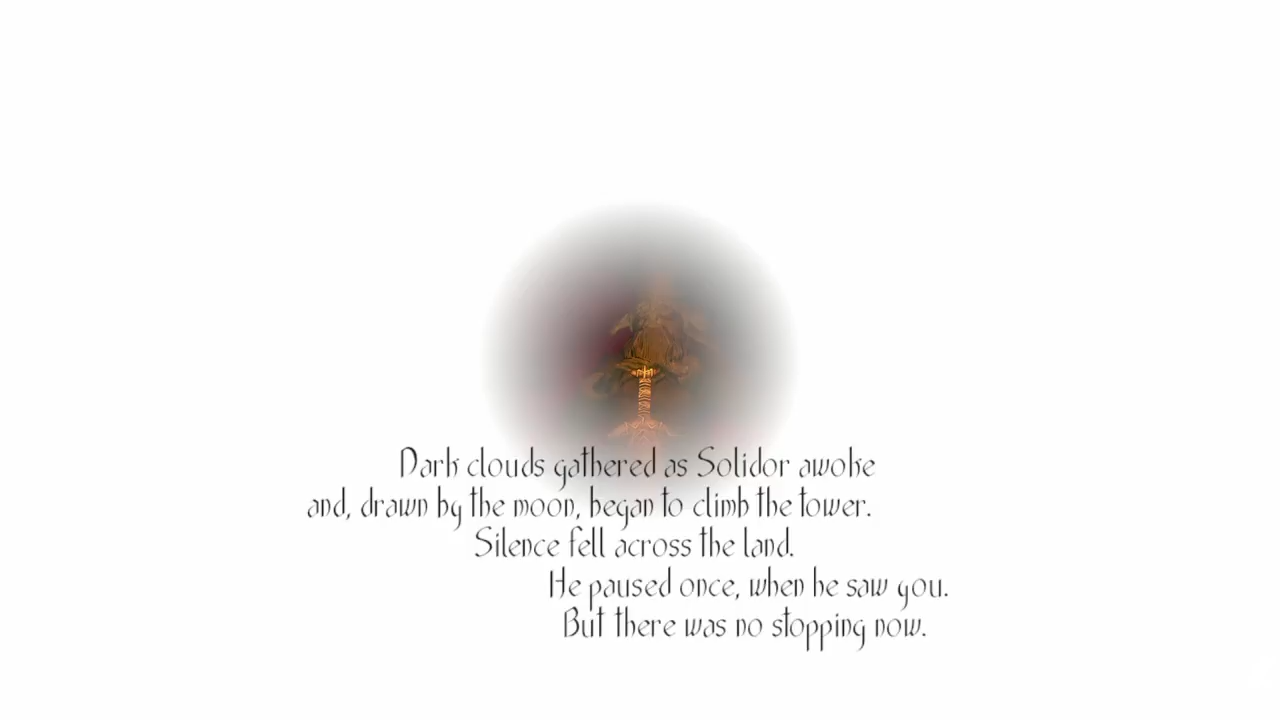 Dark clouds gathered as Solidor awoke
and, drawn by the moon, began to climb the tower.
Silence fell across the land.
He paused once, when he saw you.
But there was no stopping now.